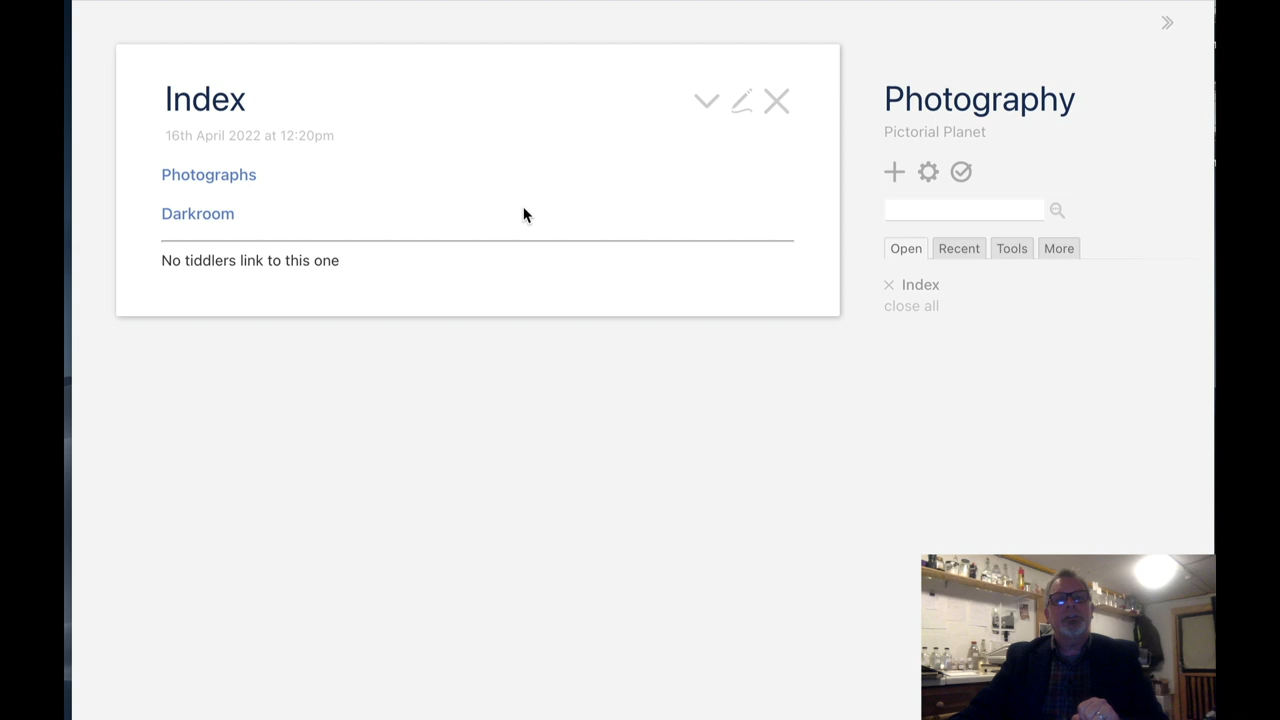 Index
16th April 2022 at 12:20pm
Photographs
Darkroom
No tiddlers link to this one
Photography
Pictorial Planet
Open Recent Tools More
Index
close all